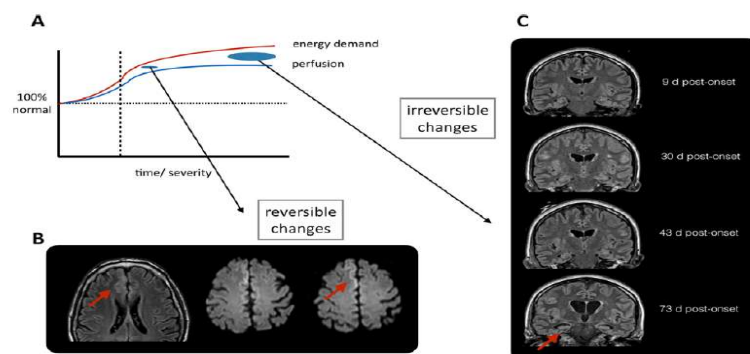 A
energy demand
perfusion
100%
normal
time/ severity
reversible
changes
irreversible
changes
B
C
9 d post-onset
30 d post-onset
43 d post-onset
73 d post-onset